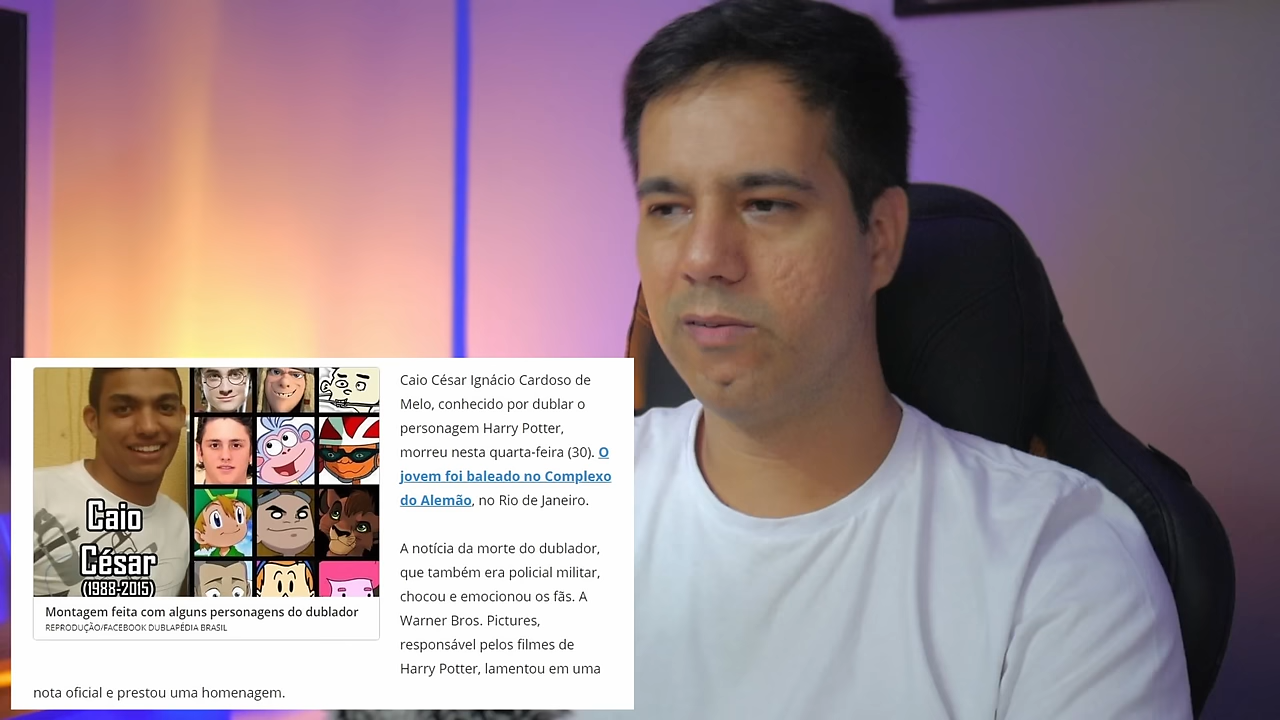 Caio
César
(1988-2015)
Montagem feita com alguns personagens do dublador
REPRODUÇÃO/FACEBOOK DUBLAPÉDIA BRASIL
Caio César Ignácio Cardoso de
Melo, conhecido por dublar o
personagem Harry Potter,
morreu nesta quarta-feira (30). O
jovem foi baleado no Complexo
do Alemão, no Rio de Janeiro.
A notícia da morte do dublador,
que também era policial militar,
chocou e emocionou os fãs. A
Warner Bros. Pictures,
responsável pelos filmes de
Harry Potter, lamentou em uma
nota oficial e prestou uma homenagem.